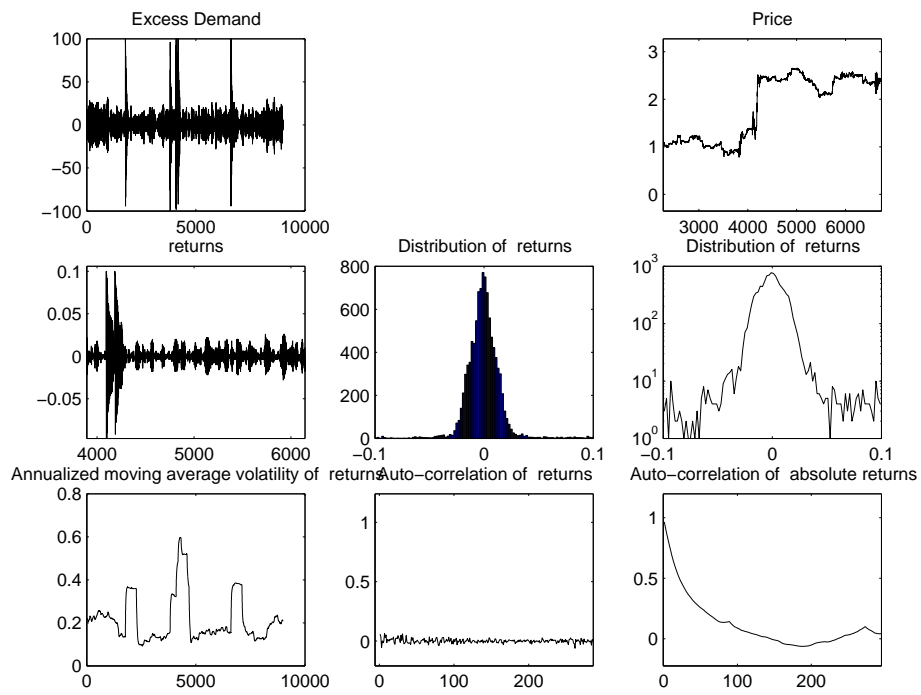 Excess Demand
100
50
0
−50
−100
0 5000 10000
Price
3
2
1
0
3000 4000 5000 6000
returns
0.1
0.05
0
−0.05
4000 5000 6000
Distribution of returns
800
600
400
200
0
−0.1 0 0.1
Distribution of returns
10^3
10^2
10^1
10^0
−0.1 0 0.1
Annualized moving average volatility of returns
0.8
0.6
0.4
0.2
0
0 5000 10000
Auto−correlation of returns
1
0.5
0
0 100 200
Auto−correlation of absolute returns
1
0.5
0
0 100 200